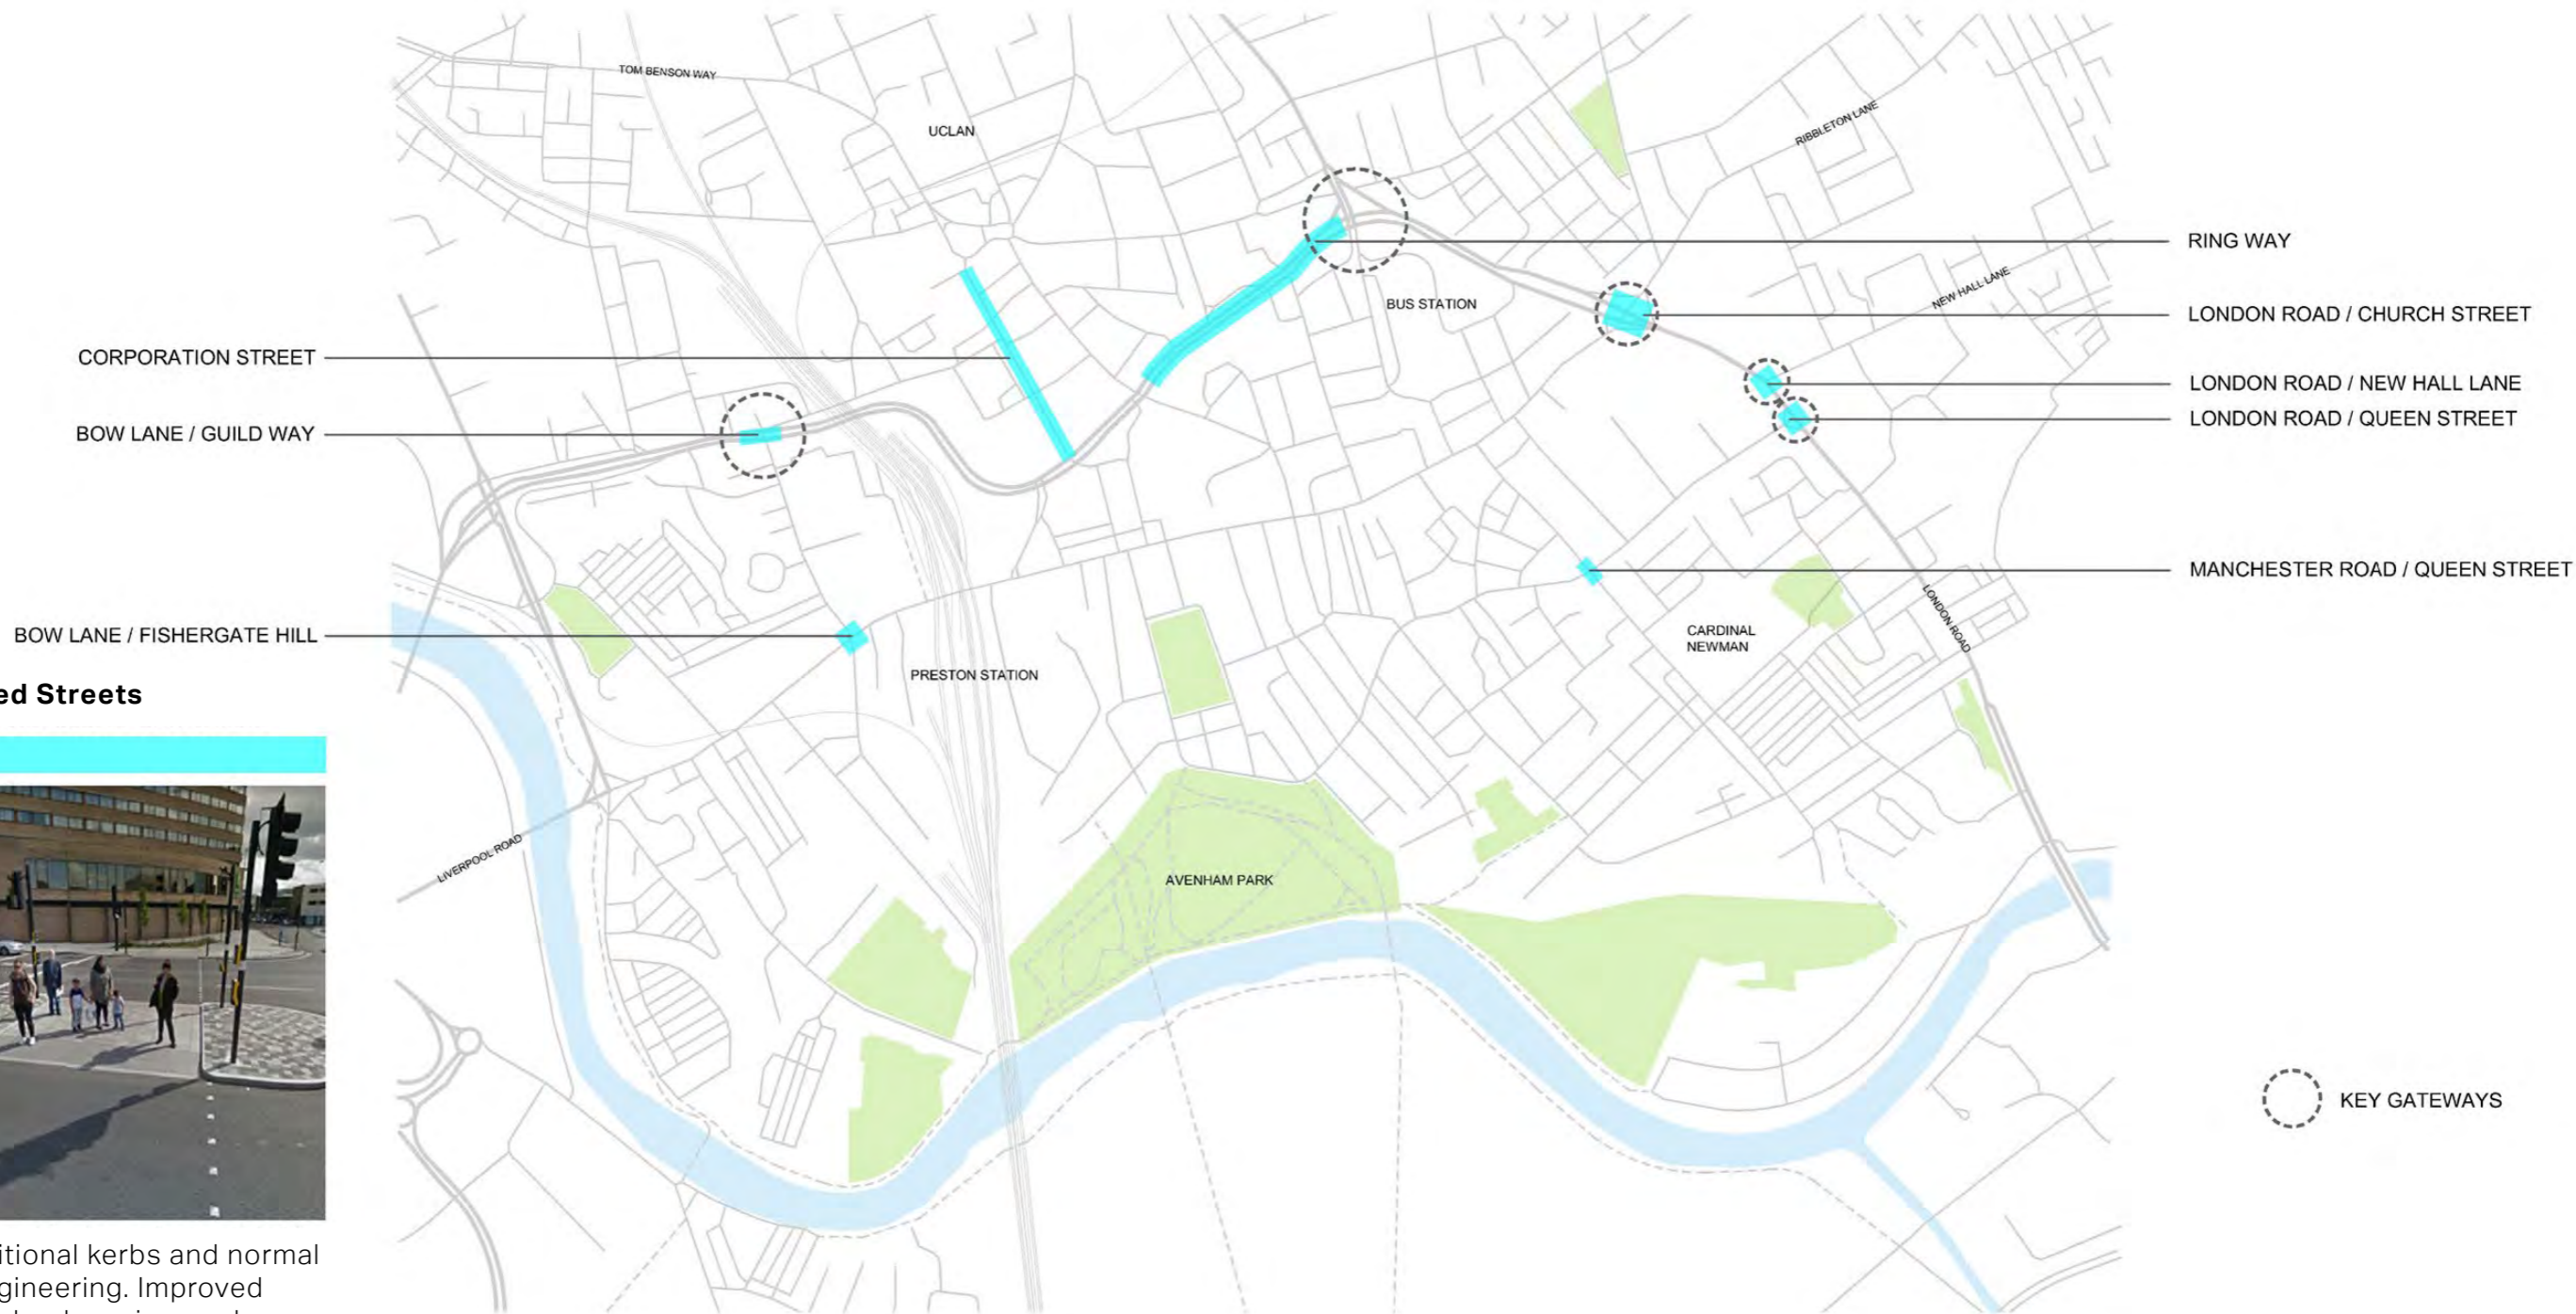 TOM BENSON WAY
UCLAN
RIBBLETON LANE
RING WAY
BUS STATION
NEW HALL LANE
LONDON ROAD / CHURCH STREET
CORPORATION STREET
LONDON ROAD / NEW HALL LANE
LONDON ROAD / QUEEN STREET
BOW LANE / GUILD WAY
MANCHESTER ROAD / QUEEN STREET
BOW LANE / FISHERGATE HILL
LONDON ROAD
CARDINAL
NEWMAN
PRESTON STATION
ed Streets
LIVERPOOL ROAD
AVENHAM PARK
KEY GATEWAYS
itional kerbs and normal
gineering. Improved